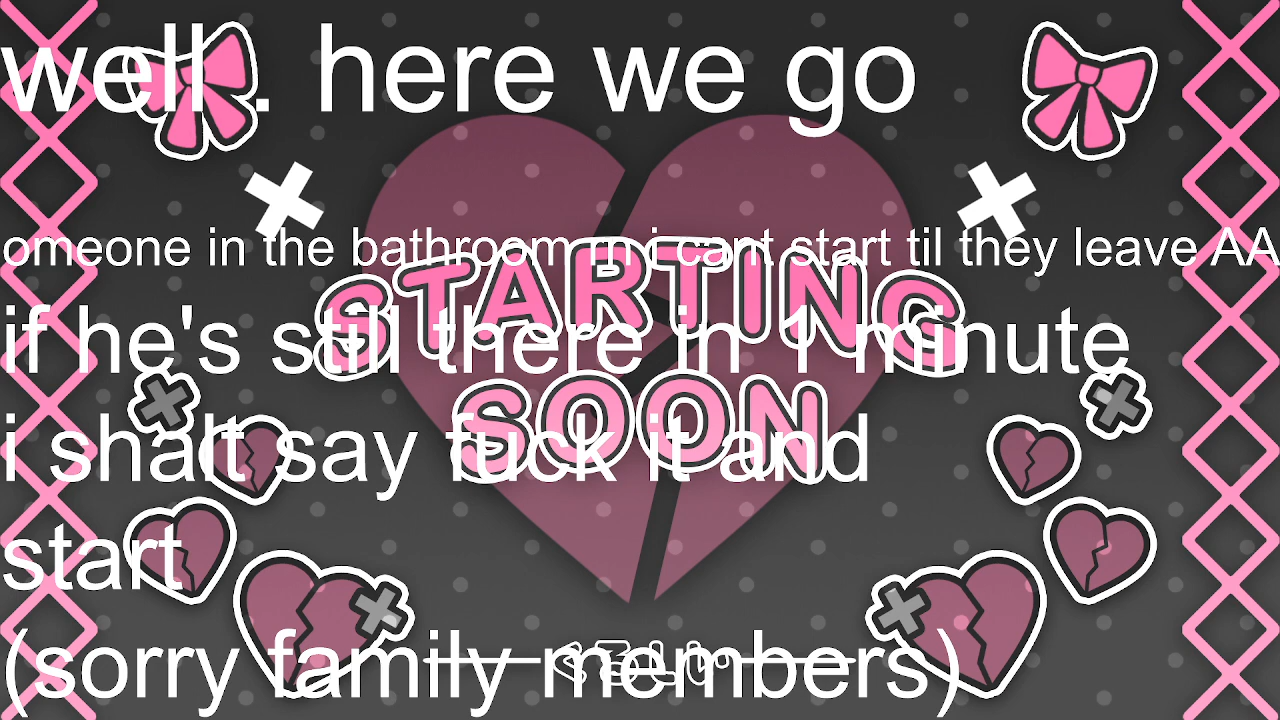 well . here we go
omeone in the bathroom rn i cant start til they leave AA
STARTING
if he's still there in 1 minute
SOON
i shalt say fuck it and
start
(sorry family members)